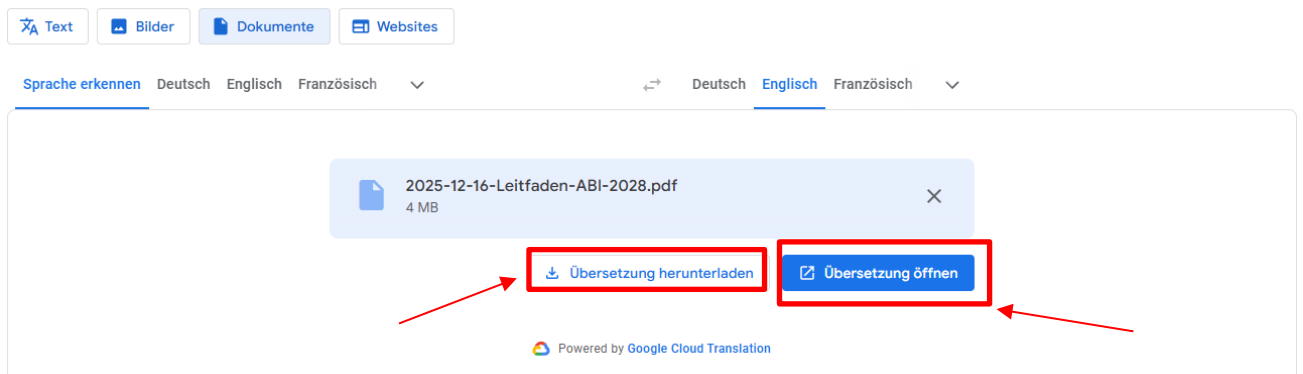 Text Bilder Dokumente Websites
Sprache erkennen Deutsch Englisch Französisch Deutsch Englisch Französisch
2025-12-16-Leitfaden-ABI-2028.pdf
4 MB
Übersetzung herunterladen Übersetzung öffnen
Powered by Google Cloud Translation